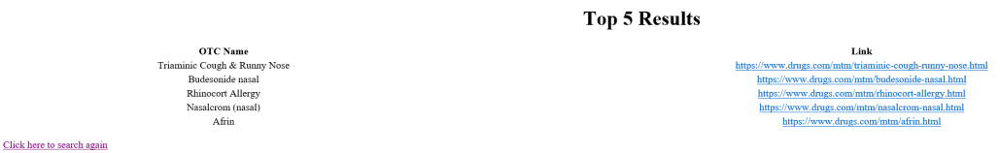 Top 5 Results
OTC Name Link
Triaminic Cough & Runny Nose https://www.drugs.com/mtm/triaminic-cough-runny-nose.html
Budesonide nasal https://www.drugs.com/mtm/budesonide-nasal.html
Rhinocort Allergy https://www.drugs.com/mtm/rhinocort-allergy.html
Nasalcrom (nasal) https://www.drugs.com/mtm/nasalcrom-nasal.html
Afrin https://www.drugs.com/mtm/afrin.html
Click here to search again